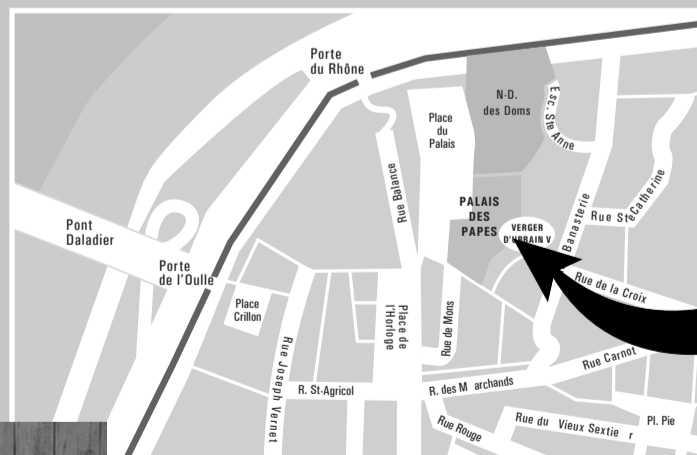 Porte
du Rhône
N-D.
des Doms
Esc. Ste Anne
Place
du
Palais
Rue Balance
PALAIS
DES
PAPES
VERGER
D'URBAIN V
Banasterie
Rue Ste Catherine
Pont
Daladier
Porte
de l'Oulle
Place
Crillon
Rue de la Croix
Place de
l'Horloge
Rue de Mons
Rue Joseph Vernet
R. St-Agricol
R. des M archands
Rue Carnot
Rue Rouge
Rue du Vieux Sextie r
Pl. Pie